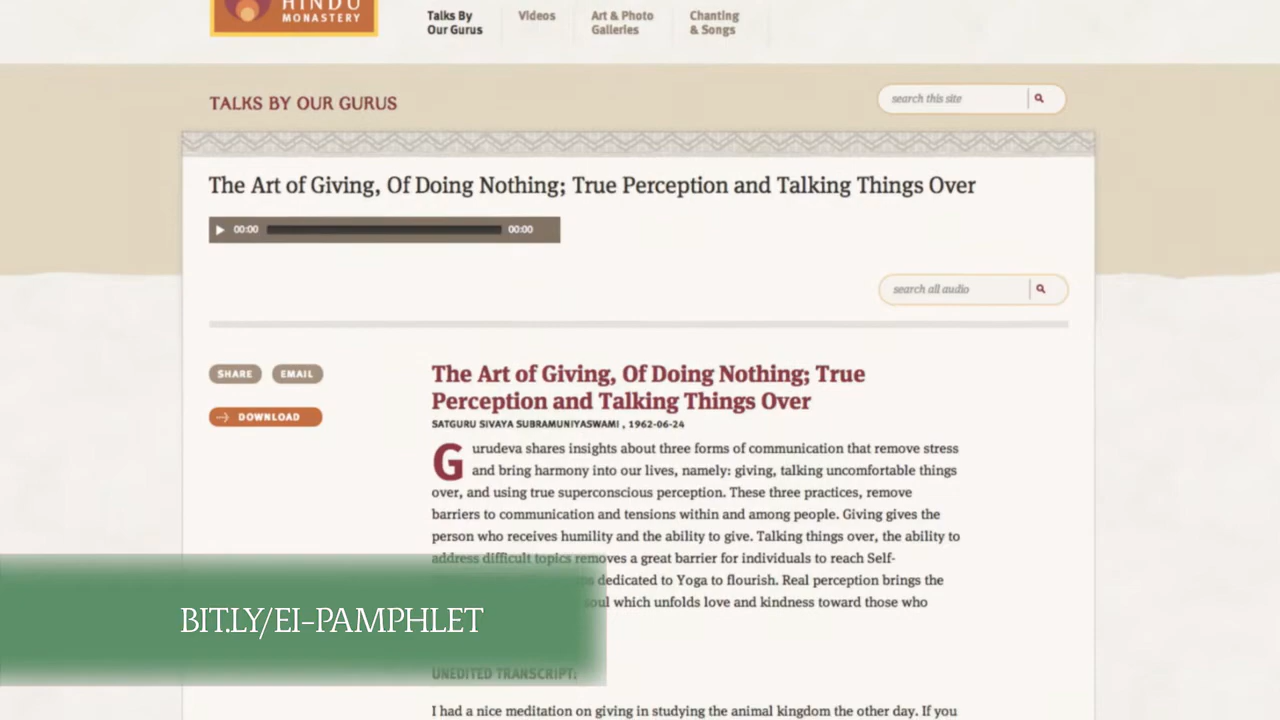 HINDU
MONASTERY
Talks By
Our Gurus
Videos
Art & Photo
Galleries
Chanting
& Songs
TALKS BY OUR GURUS
search this site
The Art of Giving, Of Doing Nothing; True Perception and Talking Things Over
00:00
00:00
search all audio
SHARE
EMAIL
DOWNLOAD
The Art of Giving, Of Doing Nothing; True
Perception and Talking Things Over
SATGURU SIVAYA SUBRAMUNIYASWAMI , 1962-06-24
Gurudeva shares insights about three forms of communication that remove stress
and bring harmony into our lives, namely: giving, talking uncomfortable things
over, and using true superconscious perception. These three practices, remove
barriers to communication and tensions within and among people. Giving gives the
person who receives humility and the ability to give. Talking things over, the ability to
address difficult topics removes a great barrier for individuals to reach Self-
dedicated to Yoga to flourish. Real perception brings the
soul which unfolds love and kindness toward those who
BIT.LY/EI-PAMPHLET
UNEDITED TRANSCRIPT:
I had a nice meditation on giving in studying the animal kingdom the other day. If you